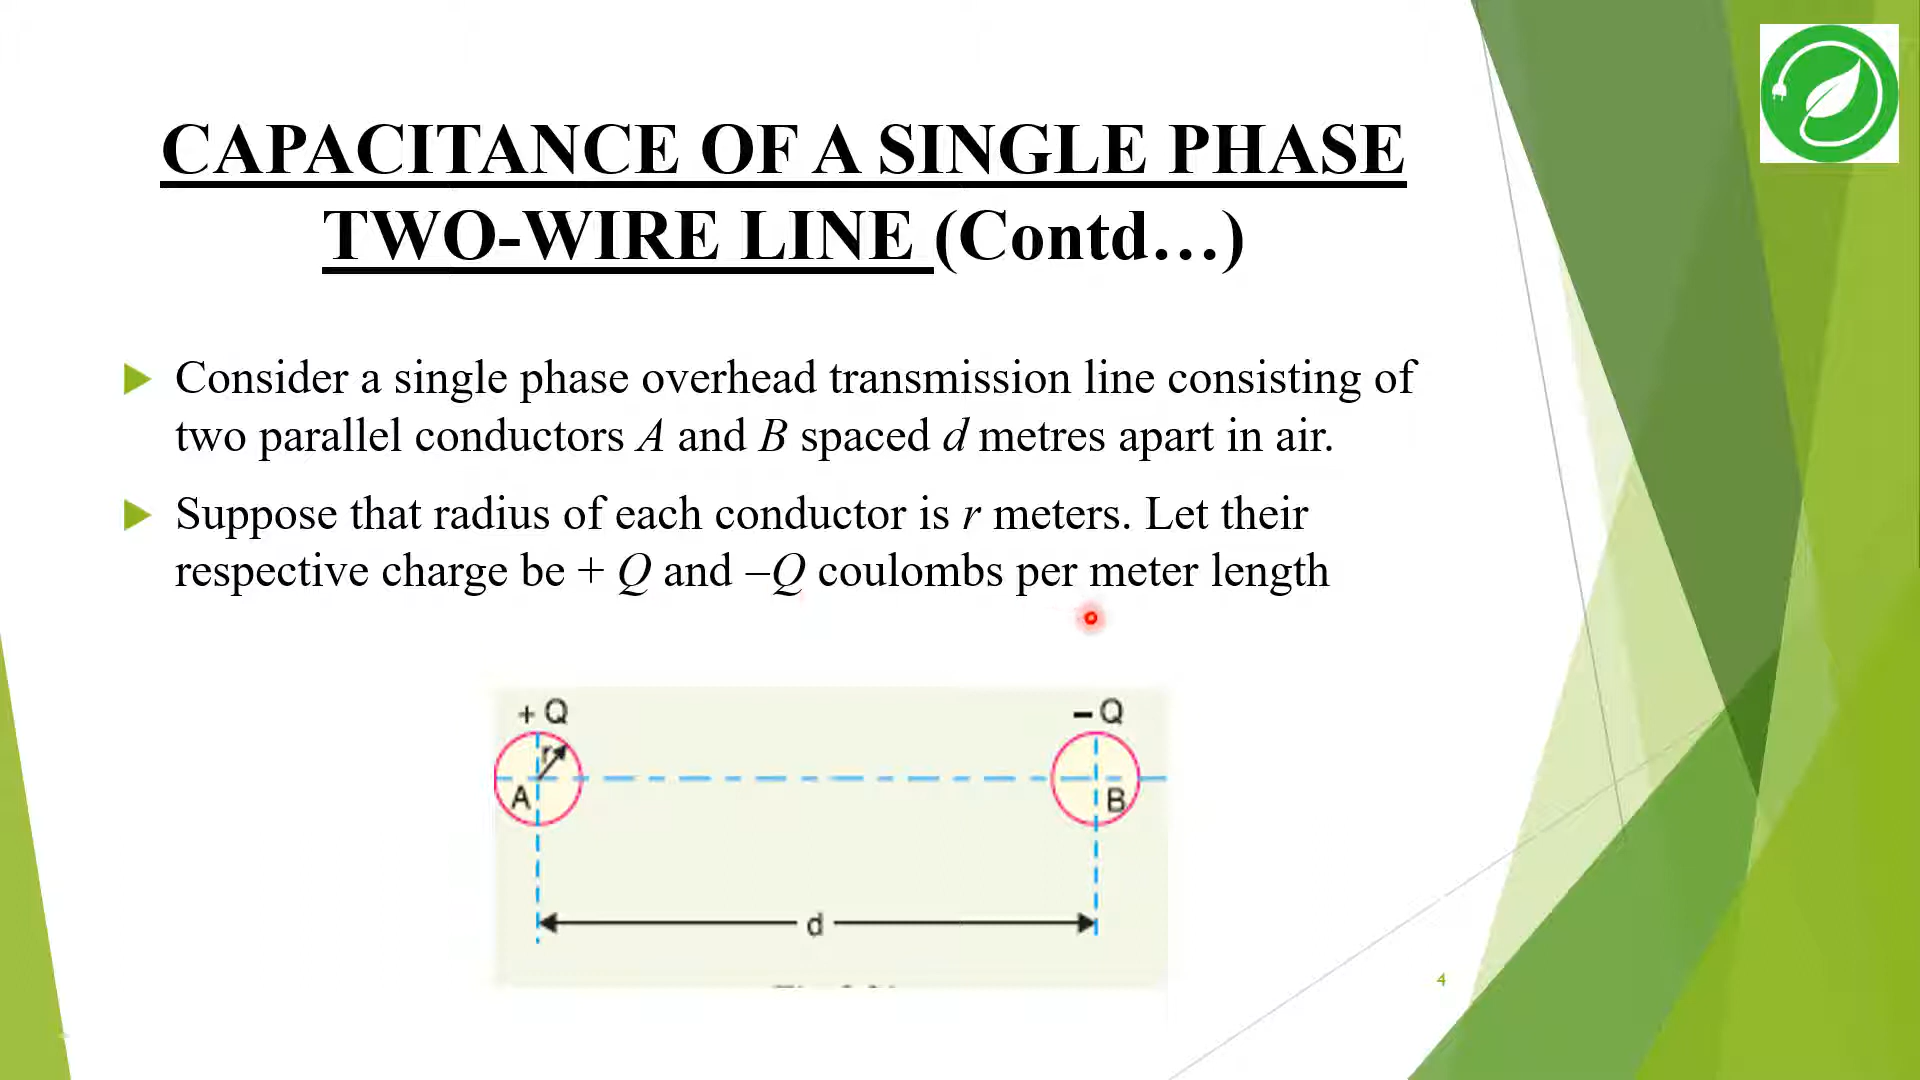 CAPACITANCE OF A SINGLE PHASE
TWO-WIRE LINE (Contd…)
Consider a single phase overhead transmission line consisting of
two parallel conductors A and B spaced d metres apart in air.
Suppose that radius of each conductor is r meters. Let their
respective charge be + Q and –Q coulombs per meter length
+ Q
– Q
r
A
B
d
4